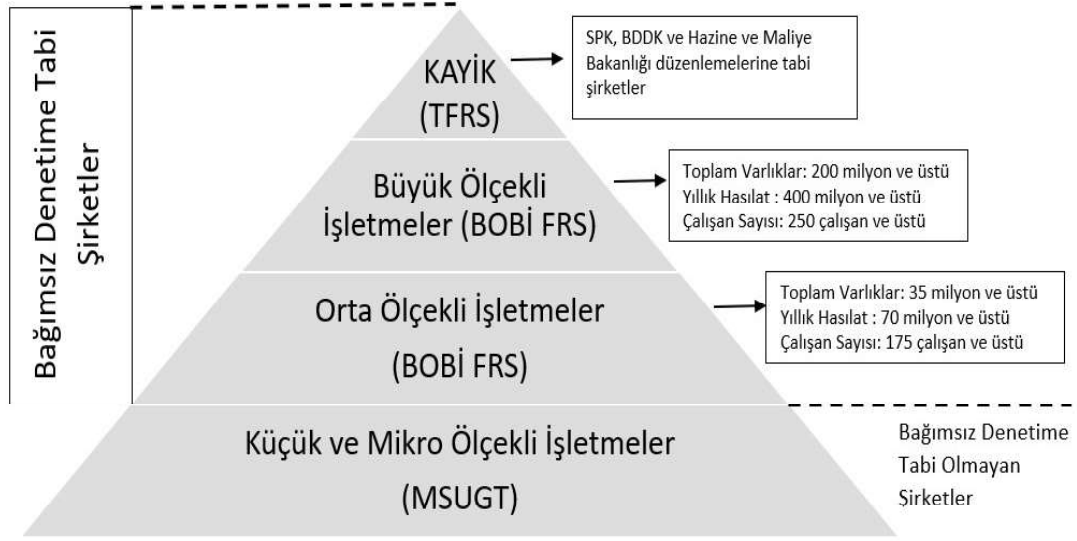 Bağımsız Denetime Tabi
Şirketler
KAYİK
(TFRS)
SPK, BDDK ve Hazine ve Maliye
Bakanlığı düzenlemelerine tabi
şirketler
Büyük Ölçekli
İşletmeler (BOBİ FRS)
Toplam Varlıklar: 200 milyon ve üstü
Yıllık Hasılat : 400 milyon ve üstü
Çalışan Sayısı: 250 çalışan ve üstü
Orta Ölçekli İşletmeler
(BOBİ FRS)
Toplam Varlıklar: 35 milyon ve üstü
Yıllık Hasılat : 70 milyon ve üstü
Çalışan Sayısı: 175 çalışan ve üstü
Küçük ve Mikro Ölçekli İşletmeler
(MSUGT)
Bağımsız Denetime
Tabi Olmayan
Şirketler